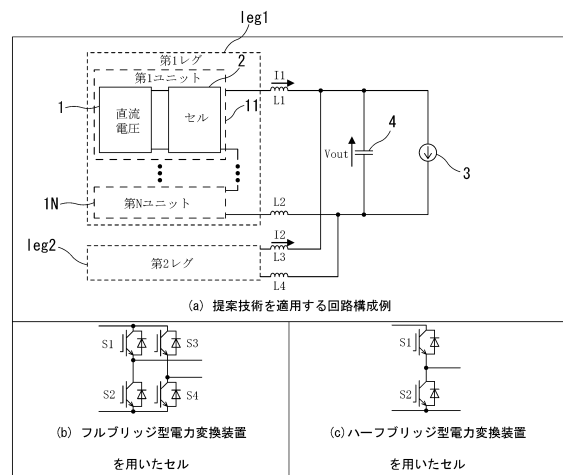 leg1
第1レグ
第1ユニット
2
I1
L1
1
直流
電圧
セル
11
4
Vout
3
1N
第Nユニット
L2
leg2
I2
L3
第2レグ
L4
(a) 提案技術を適用する回路構成例
S1
S3
S2
S4
(b) フルブリッジ型電力変換装置
を用いたセル
S1
S2
(c) ハーフブリッジ型電力変換装置
を用いたセル